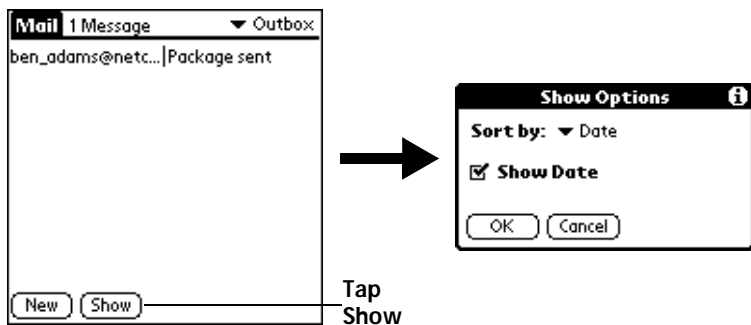 Mail 1 Message Outbox
ben_adams@netc...|Package sent
New Show
Tap
Show
Show Options
Sort by: Date
Show Date
OK Cancel